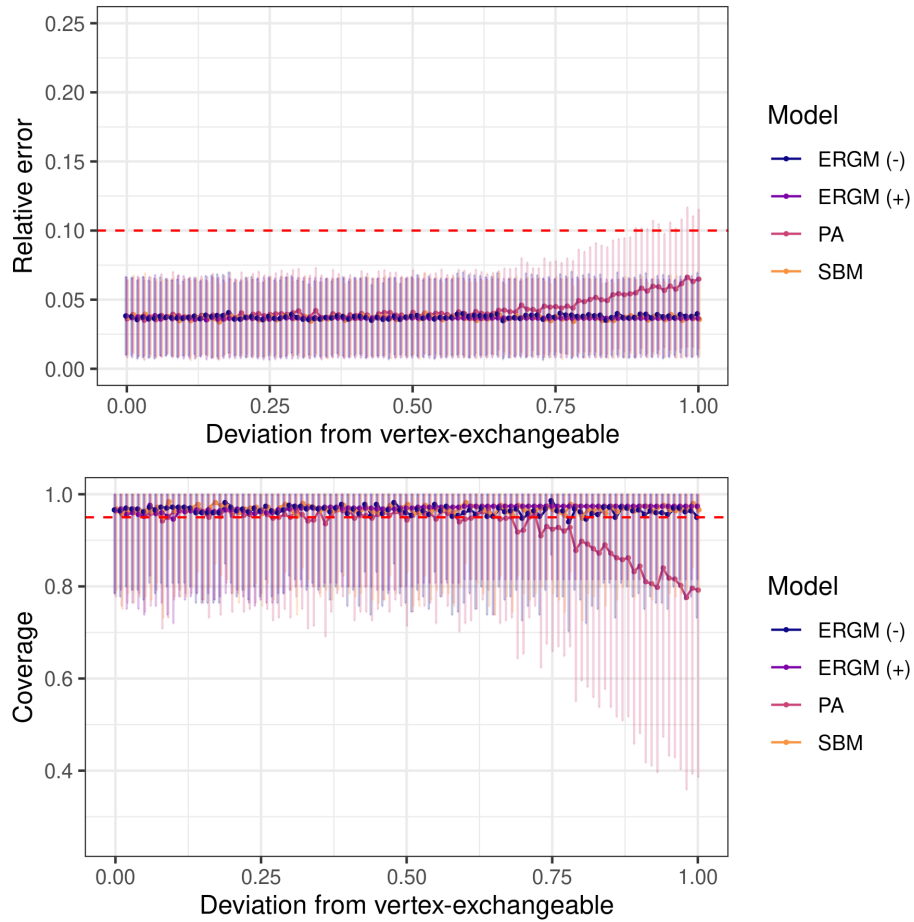 0.25
0.20
0.15
0.10
0.05
0.00
Relative error
0.00 0.25 0.50 0.75 1.00
Deviation from vertex-exchangeable
Model
ERGM (-)
ERGM (+)
PA
SBM
1.0
0.8
0.6
0.4
Coverage
0.00 0.25 0.50 0.75 1.00
Deviation from vertex-exchangeable
Model
ERGM (-)
ERGM (+)
PA
SBM